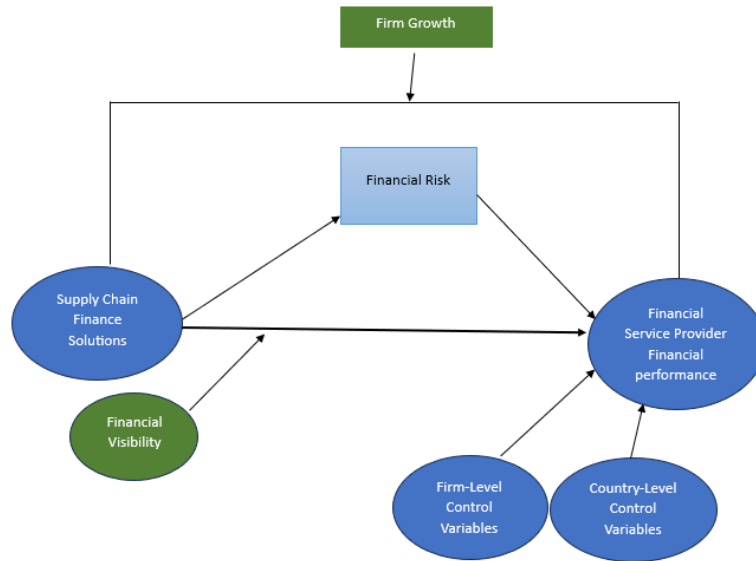 Firm Growth
Financial Risk
Supply Chain
Finance
Solutions
Financial
Service Provider
Financial
performance
Financial
Visibility
Firm-Level
Control
Variables
Country-Level
Control
Variables